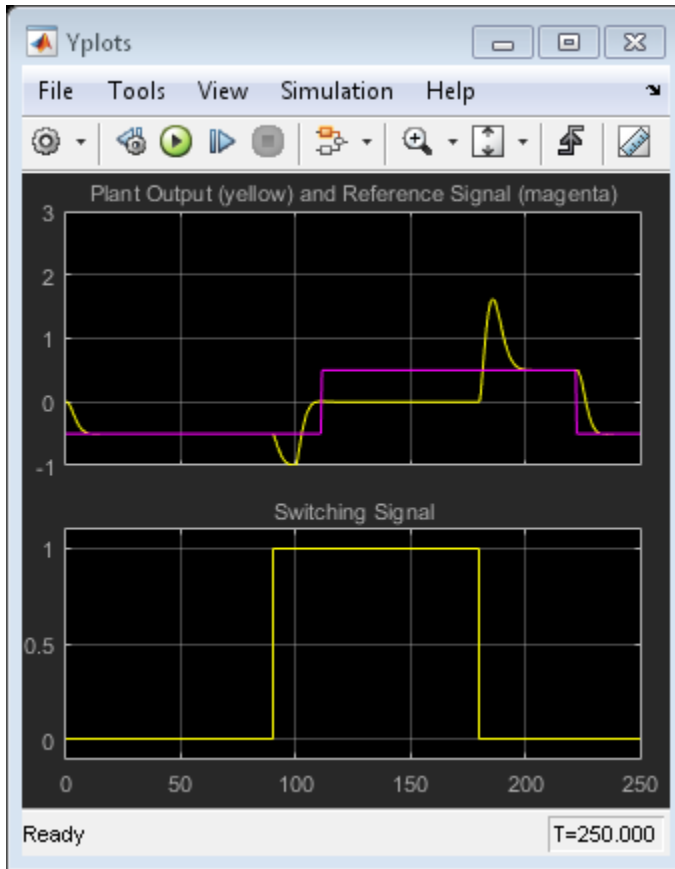 Yplots
File Tools View Simulation Help
Plant Output (yellow) and Reference Signal (magenta)
3
2
1
0
-1
Switching Signal
1
0.5
0
0 50 100 150 200 250
Ready T=250.000